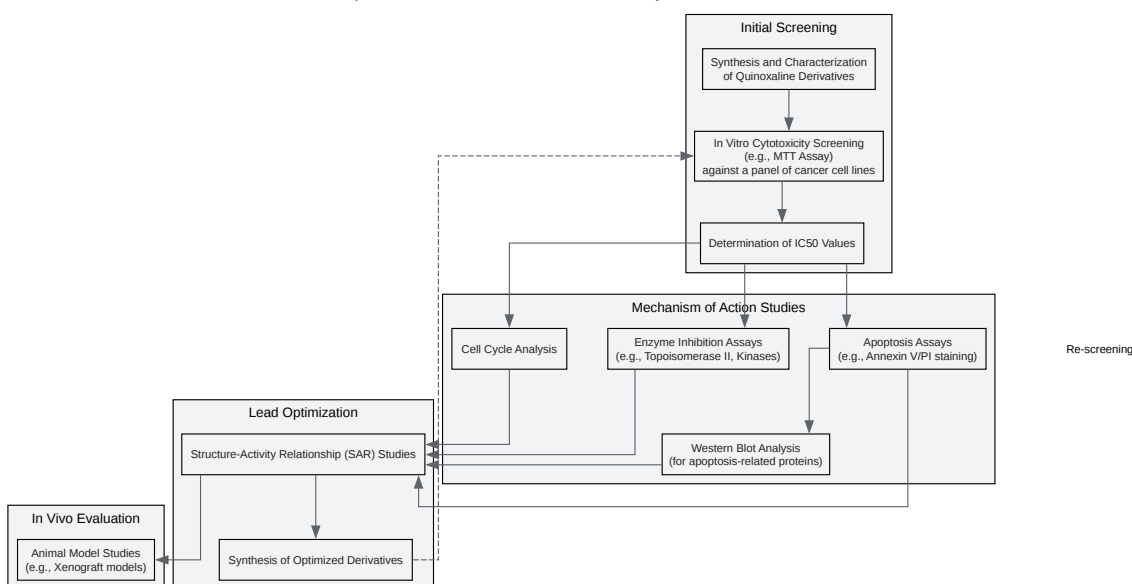 Initial Screening
Synthesis and Characterization
of Quinoxaline Derivatives
In Vitro Cytotoxicity Screening
(e.g., MTT Assay)
against a panel of cancer cell lines
Determination of IC50 Values
Mechanism of Action Studies
Cell Cycle Analysis
Enzyme Inhibition Assays
(e.g., Topoisomerase II, Kinases)
Apoptosis Assays
(e.g., Annexin V/PI staining)
Re-screening
Western Blot Analysis
(for apoptosis-related proteins)
Lead Optimization
Structure-Activity Relationship (SAR) Studies
Synthesis of Optimized Derivatives
In Vivo Evaluation
Animal Model Studies
(e.g., Xenograft models)